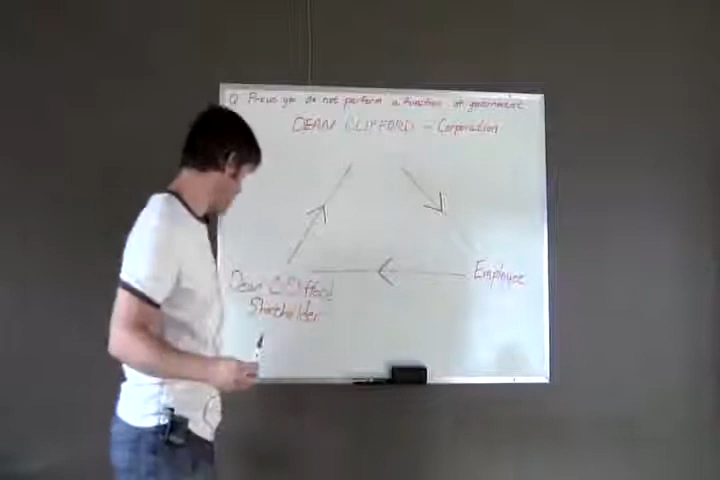 Q Prove you do not perform a function of government
DEAN CLIFFORD - Corporation
Dean Clifford
Shareholder
Employee